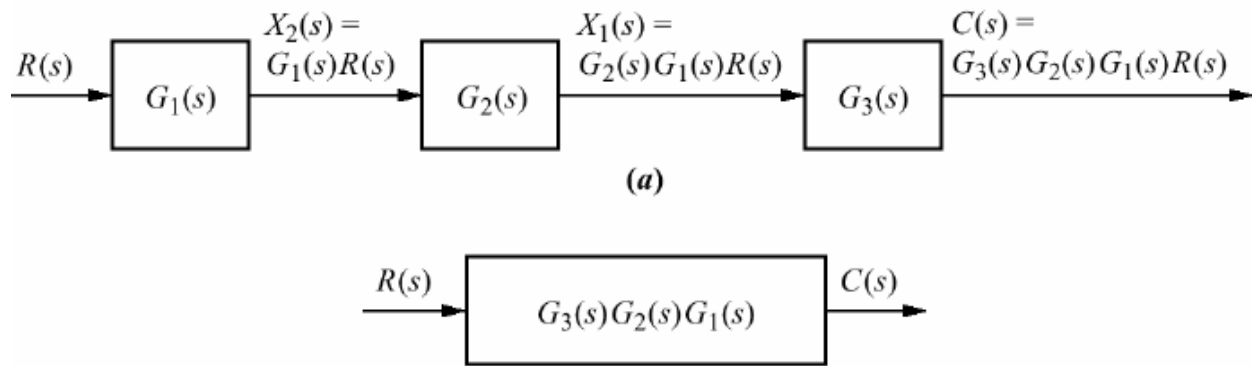 X₂(s) =
R(s)
G₁(s)
G₁(s)R(s)
G₂(s)
X₁(s) =
G₂(s)G₁(s)R(s)
G₃(s)
C(s) =
G₃(s)G₂(s)G₁(s)R(s)
(a)
R(s)
G₃(s)G₂(s)G₁(s)
C(s)